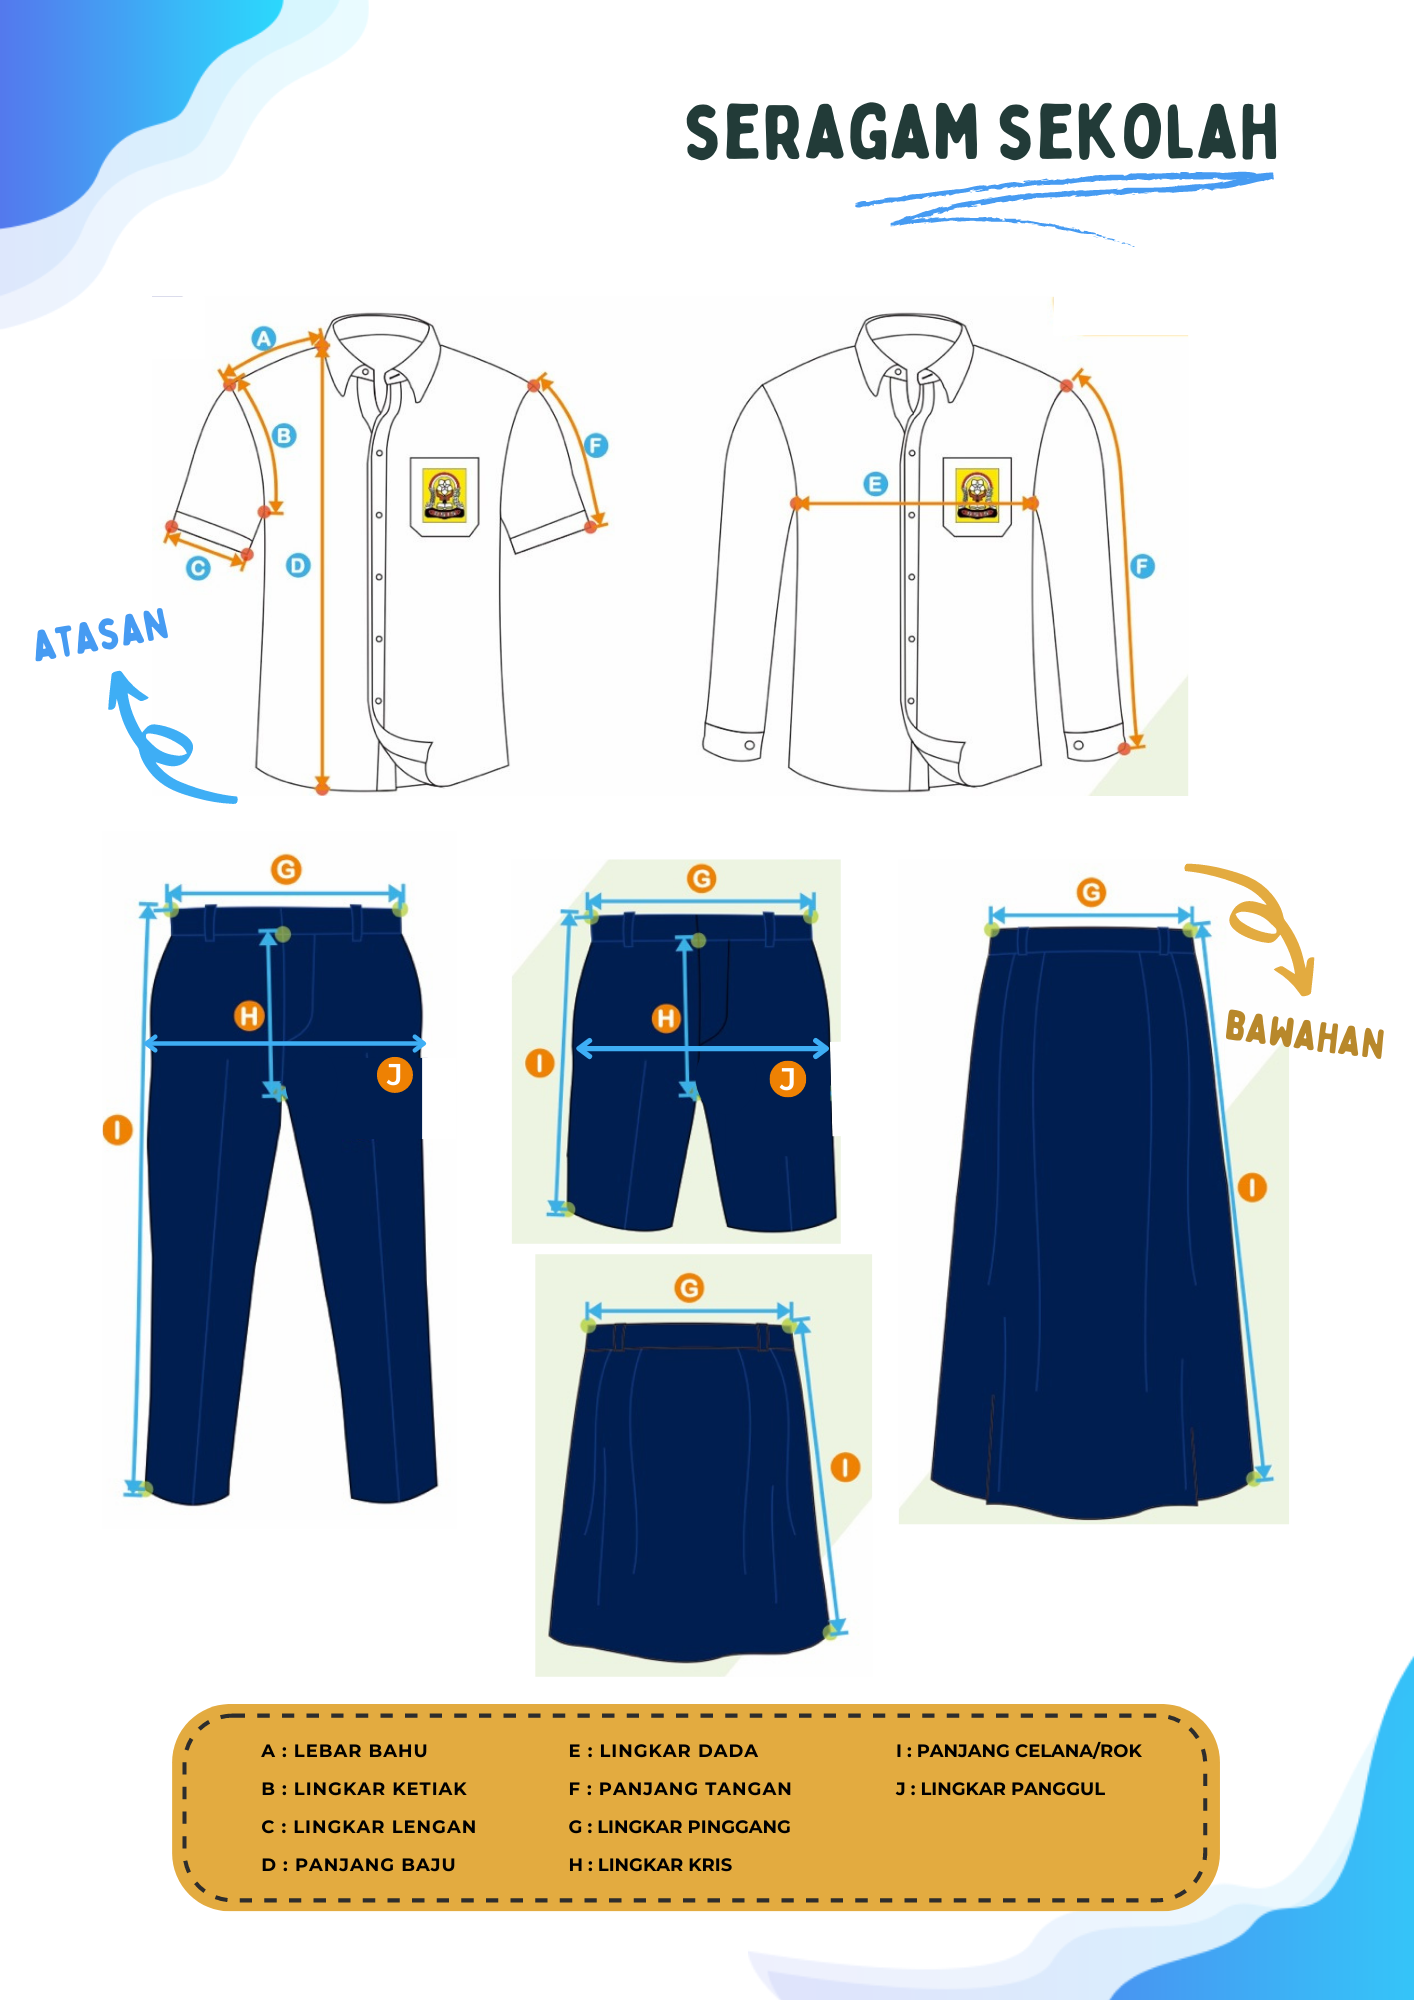 SERAGAM SEKOLAH
A
B
C
D
F
E
F
ATASAN
G
H
J
I
G
H
J
I
G
I
G
I
BAWAHAN
A : LEBAR BAHU
B : LINGKAR KETIAK
C : LINGKAR LENGAN
D : PANJANG BAJU
E : LINGKAR DADA
F : PANJANG TANGAN
G : LINGKAR PINGGANG
H : LINGKAR KRIS
I : PANJANG CELANA/ROK
J : LINGKAR PANGGUL